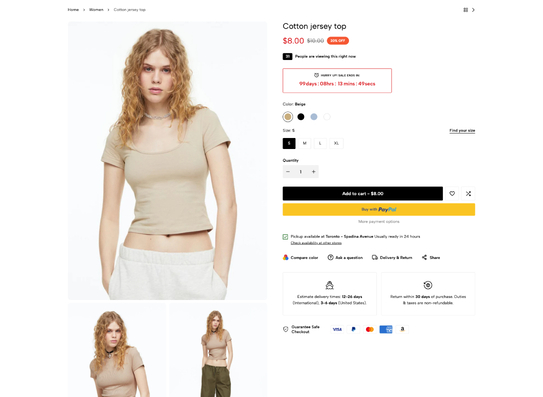 Home > Women > Cotton jersey top
Cotton jersey top
$8.00 $10.00 20% OFF
People are viewing this right now
HURRY UP! SALE ENDS IN:
99days : 08hrs : 13mins : 49secs
Color: Beige
Size: S
Find your size
S M L XL
Quantity
− 1 +
Add to cart - $8.00
Buy with PayPal
More payment options
Pickup available at Toronto - Spadina Avenue Usually ready in 24 hours
Check availability at other stores
Compare color Ask a question Delivery & Return Share
Estimate delivery times: 12-26 days
(International), 3-6 days (United States).
Return within 30 days of purchase. Duties
& taxes are non-refundable.
Guarantee Safe
Checkout
VISA